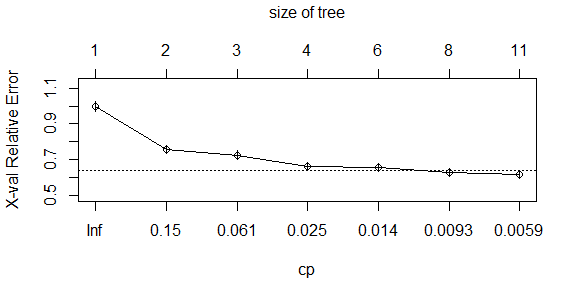 size of tree
1 2 3 4 6 8 11
X-val Relative Error
0.5 0.7 0.9 1.1
Inf 0.15 0.061 0.025 0.014 0.0093 0.0059
cp